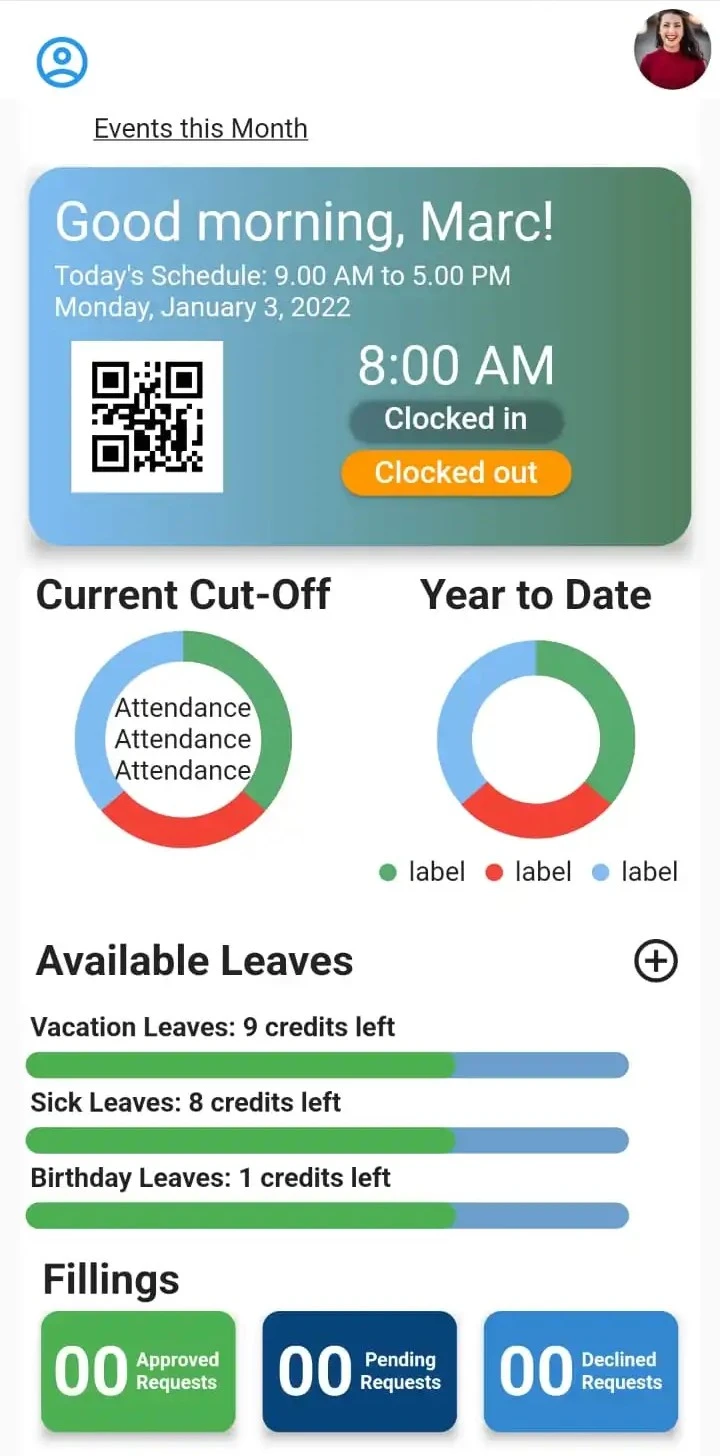 Events this Month
Good morning, Marc!
Today's Schedule: 9.00 AM to 5.00 PM
Monday, January 3, 2022
8:00 AM
Clocked in
Clocked out
Current Cut-Off
Year to Date
Attendance
Attendance
Attendance
label label label
Available Leaves
Vacation Leaves: 9 credits left
Sick Leaves: 8 credits left
Birthday Leaves: 1 credits left
Fillings
00 Approved Requests
00 Pending Requests
00 Declined Requests